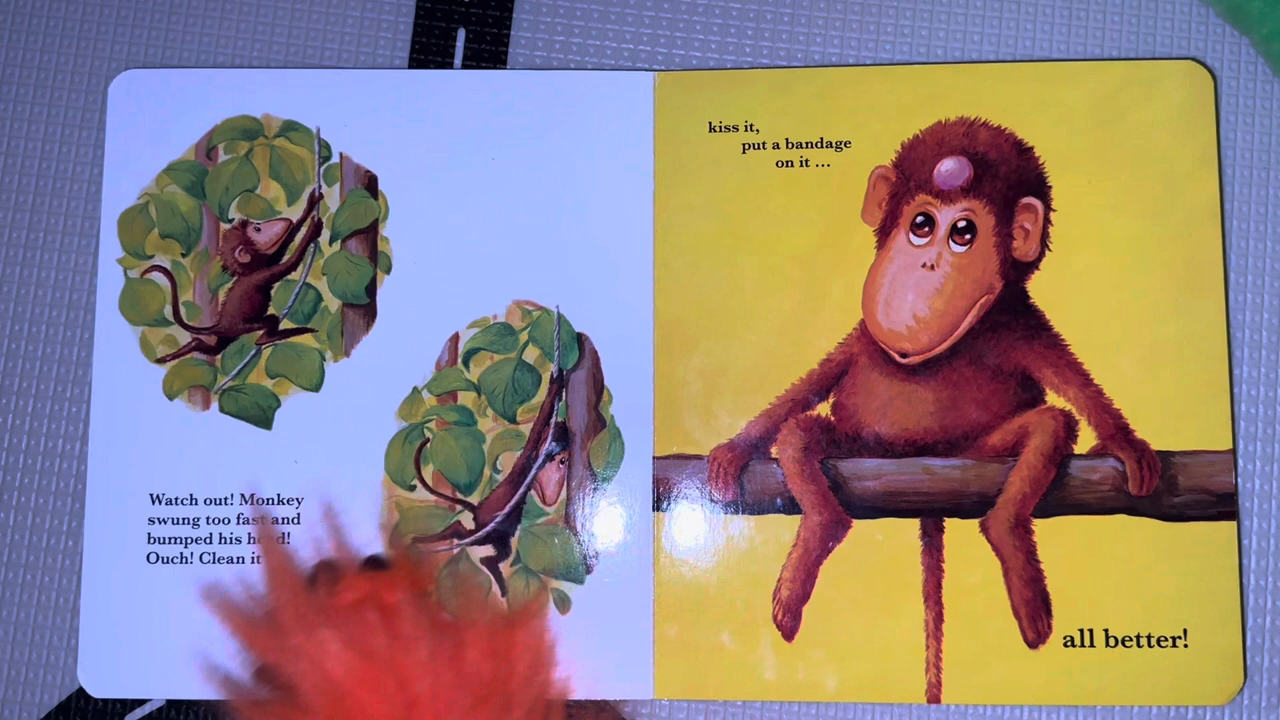 Watch out! Monkey
swung too fast and
bumped his head!
Ouch! Clean it
kiss it,
put a bandage
on it ...
all better!